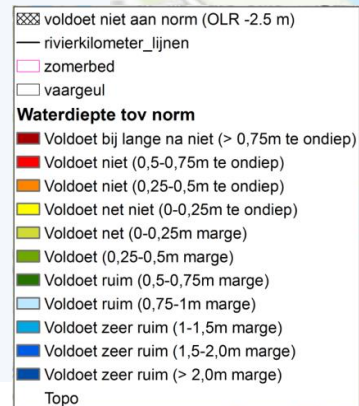 voldoet niet aan norm (OLR -2.5 m)
rivierkilometer_lijnen
zomerbed
vaargeul
Waterdiepte tov norm
Voldoet bij lange na niet (> 0,75m te ondiep)
Voldoet niet (0,5-0,75m te ondiep)
Voldoet niet (0,25-0,5m te ondiep)
Voldoet net niet (0-0,25m te ondiep)
Voldoet net (0-0,25m marge)
Voldoet (0,25-0,5m marge)
Voldoet ruim (0,5-0,75m marge)
Voldoet ruim (0,75-1m marge)
Voldoet zeer ruim (1-1,5m marge)
Voldoet zeer ruim (1,5-2,0m marge)
Voldoet zeer ruim (> 2,0m marge)
Topo